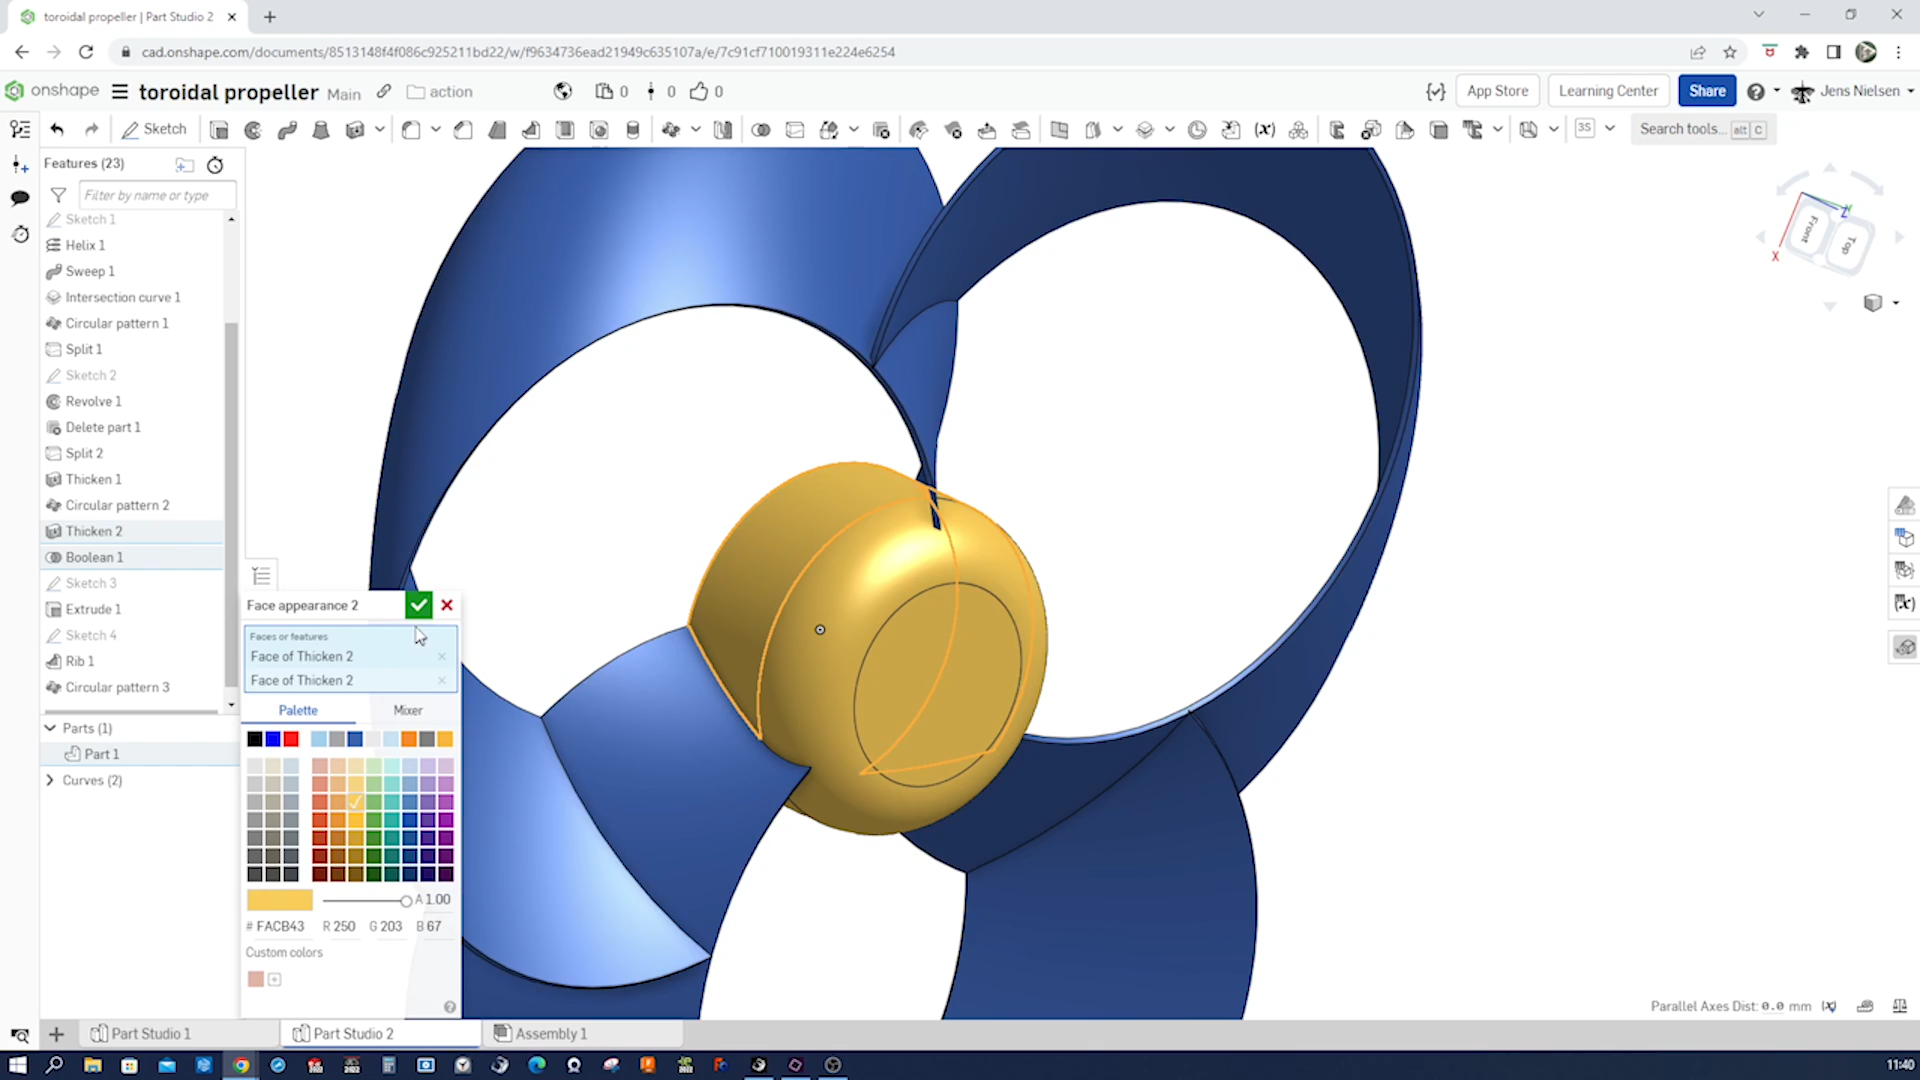 toroidal propeller | Part Studio 2
cad.onshape.com/documents/8513148f4f086c925211bd22/w/f9634736ead21949c635107a/e/7c91cf710019311e224e6254
onshape toroidal propeller Main action 0 0 0 App Store Learning Center Share Jens Nielsen
Sketch (x) 3S Search tools... alt C
Features (23)
Filter by name or type
Sketch 1
Helix 1
Sweep 1
Intersection curve 1
Circular pattern 1
Split 1
Sketch 2
Revolve 1
Delete part 1
Split 2
Thicken 1
Circular pattern 2
Thicken 2
Boolean 1
Sketch 3
Extrude 1
Sketch 4
Rib 1
Circular pattern 3
Parts (1)
Part 1
Curves (2)
Face appearance 2
Faces or features
Face of Thicken 2
Face of Thicken 2
Palette Mixer
A 1.00
# FACB43 R 250 G 203 B 67
Custom colors
Front
Top
Z
X
Parallel Axes Dist: 0.0 mm
Part Studio 1 Part Studio 2 Assembly 1
11:40